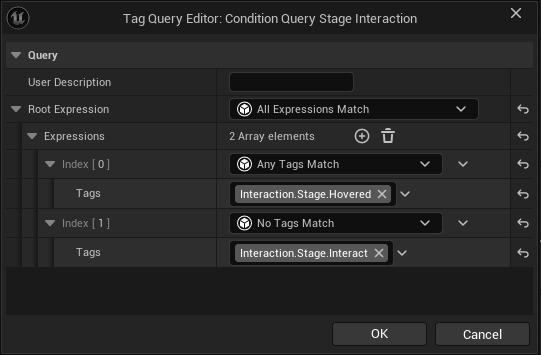 Tag Query Editor: Condition Query Stage Interaction
Query
User Description
Root Expression All Expressions Match
Expressions 2 Array elements
Index [ 0 ] Any Tags Match
Tags Interaction.Stage.Hovered
Index [ 1 ] No Tags Match
Tags Interaction.Stage.Interact
OK Cancel